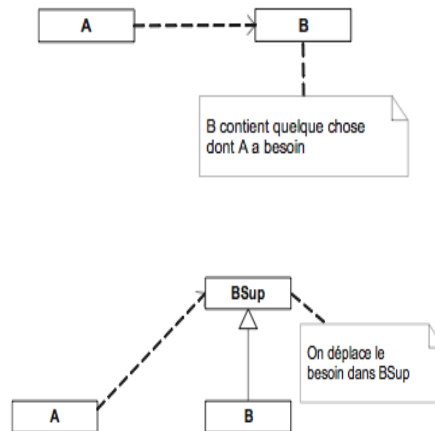 A
B
B contient quelque chose
dont A a besoin
BSup
On déplace le
besoin dans BSup
A
B